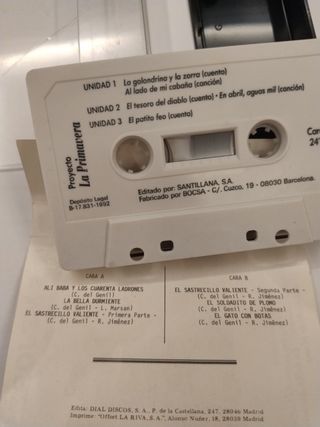 UNIDAD 1 La golondrina y la zorra (cuento)
Al lado de mi cabaña (canción)
UNIDAD 2 El tesoro del diablo (cuento) • En abril, aguas mil (canción)
UNIDAD 3 El patito feo (cuento)
Proyecto
La Primavera
Depósito Legal
B-17.831-1992
Editado por: SANTILLANA, S.A.
Fabricado por BOCSA - C/. Cuzco, 19 - 08030 Barcelona.
CARA A
ALI BABA Y LOS CUARENTA LADRONES
(C. del Genil)
LA BELLA DURMIENTE
(C. del Genil - L. Marsan)
EL SASTRECILLO VALIENTE - Primera Parte -
(C. del Genil - R. Jiménez)
CARA B
EL SASTRECILLO VALIENTE - Segunda Parte -
(C. del Genil - R. Jiménez)
EL SOLDADITO DE PLOMO
(C. del Genil - R. Jiménez)
EL GATO CON BOTAS
(C. del Genil - R. Jiménez)
Edita: DIAL DISCOS, S.A., P. de la Castellana, 247, 28046 Madrid
Imprime: "Offset LA RIVA, S.A.", Alonso Núñez, 18, 28039 Madrid